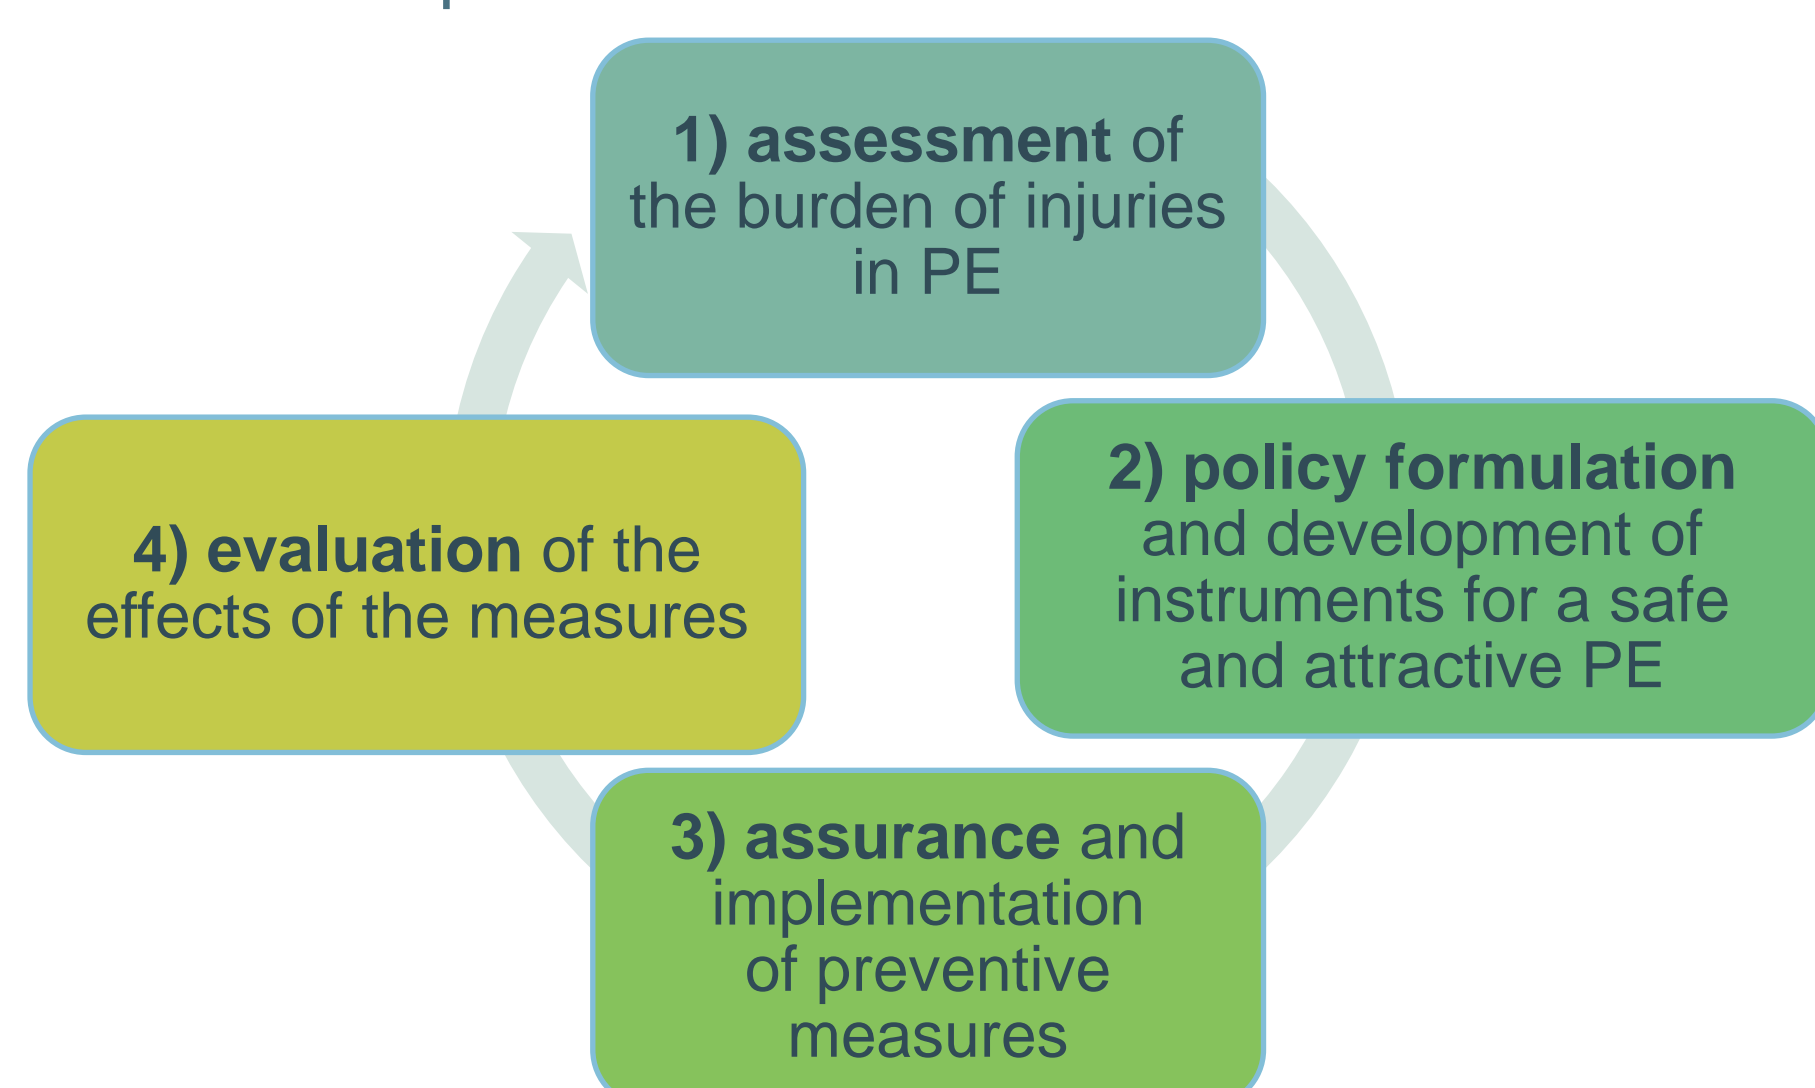 1) assessment of
the burden of injuries
in PE
2) policy formulation
and development of
instruments for a safe
and attractive PE
3) assurance and
implementation
of preventive
measures
4) evaluation of the
effects of the measures